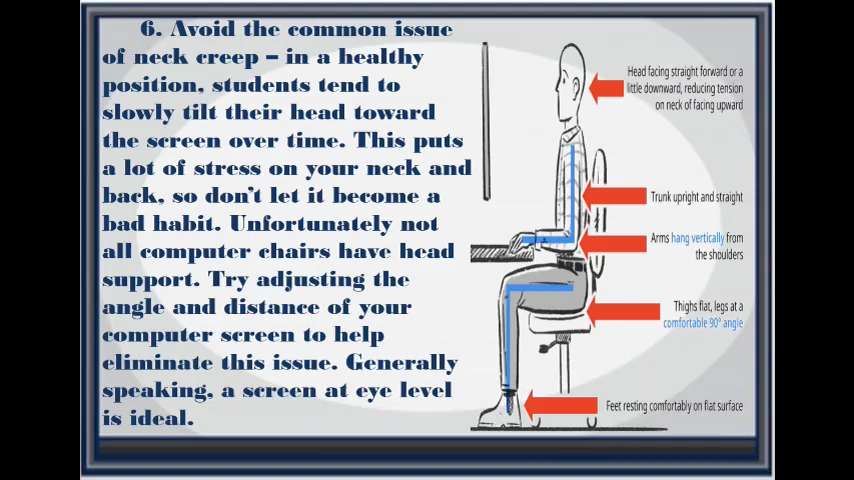 6. Avoid the common issue
of neck creep – in a healthy
position, students tend to
slowly tilt their head toward
the screen over time. This puts
a lot of stress on your neck and
back, so don't let it become a
bad habit. Unfortunately not
all computer chairs have head
support. Try adjusting the
angle and distance of your
computer screen to help
eliminate this issue. Generally
speaking, a screen at eye level
is ideal.
Head facing straight forward or a
little downward, reducing tension
on neck of facing upward
Trunk upright and straight
Arms hang vertically from
the shoulders
Thighs flat, legs at a
comfortable 90° angle
Feet resting comfortably on flat surface